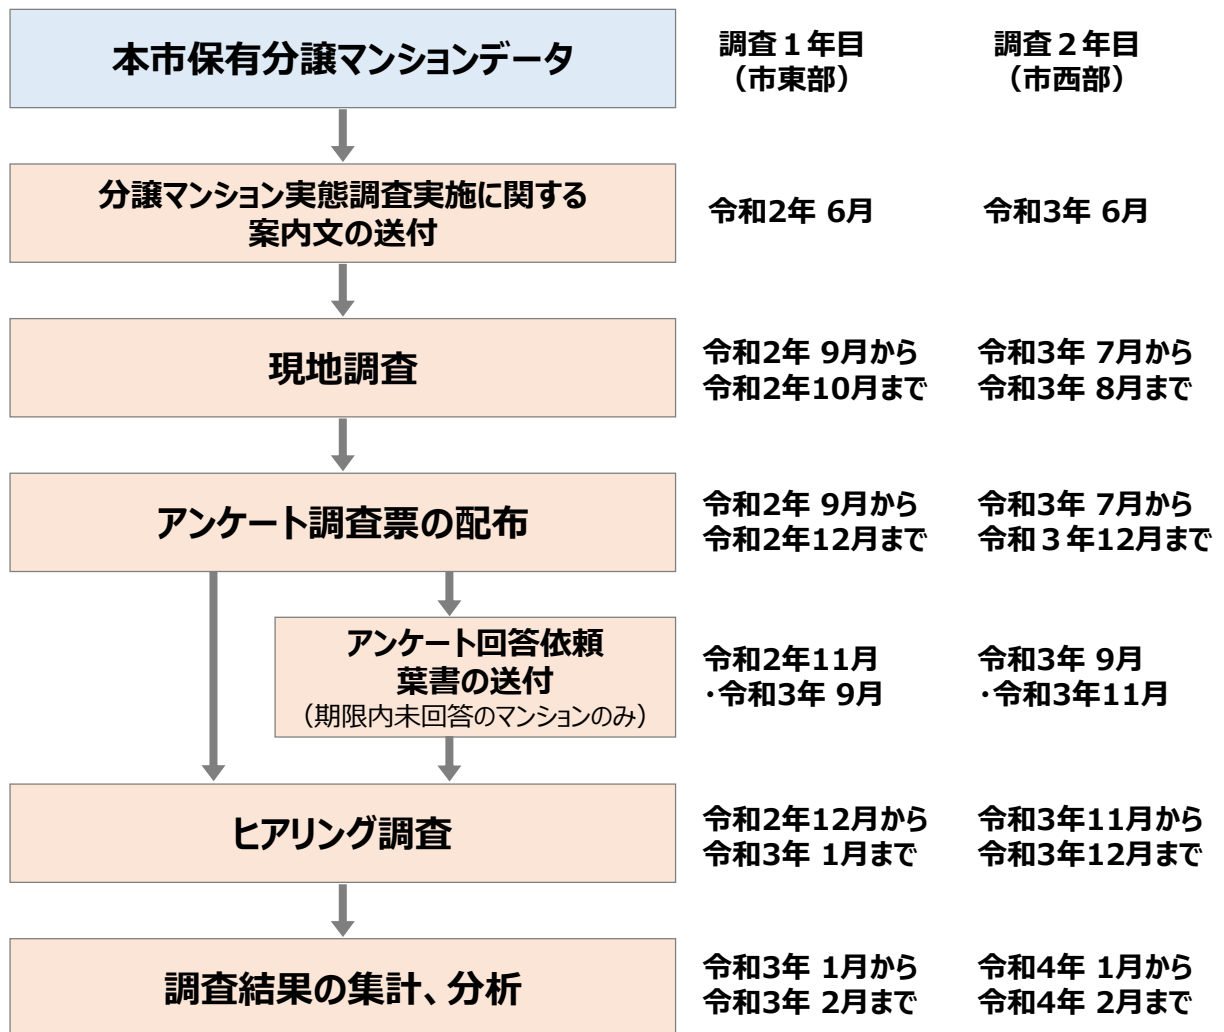 本市保有分譲マンションデータ
調査１年目
（市東部）
調査２年目
（市西部）
分譲マンション実態調査実施に関する
案内文の送付
令和2年 6月
令和3年 6月
現地調査
令和2年 9月から
令和2年10月まで
令和3年 7月から
令和3年 8月まで
アンケート調査票の配布
令和2年 9月から
令和2年12月まで
令和3年 7月から
令和３年12月まで
アンケート回答依頼
葉書の送付
（期限内未回答のマンションのみ）
令和2年11月
・令和3年 9月
令和3年 9月
・令和3年11月
ヒアリング調査
令和2年12月から
令和3年 1月まで
令和3年11月から
令和3年12月まで
調査結果の集計、分析
令和3年 1月から
令和3年 2月まで
令和4年 1月から
令和4年 2月まで